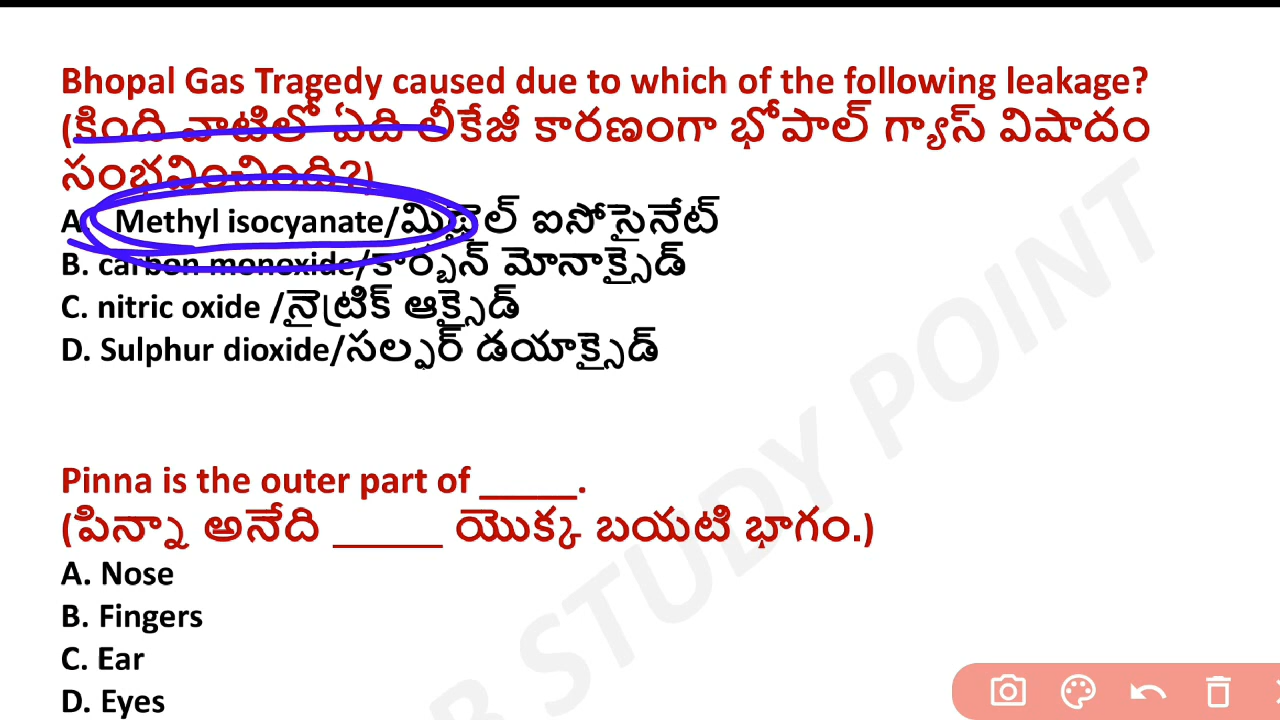 Bhopal Gas Tragedy caused due to which of the following leakage?
(కింది వాటిలో ఏది లీకేజీ కారణంగా భోపాల్ గ్యాస్ విషాదం
సంభవించింది?)
A. Methyl isocyanate/మిథైల్ ఐసోసైనేట్
B. carbon monoxide/కార్బన్ మోనాక్సైడ్
C. nitric oxide /నైట్రిక్ ఆక్సైడ్
D. Sulphur dioxide/సల్ఫర్ డయాక్సైడ్
Pinna is the outer part of _____.
(పిన్నా అనేది _____ యొక్క బయటి భాగం.)
A. Nose
B. Fingers
C. Ear
D. Eyes
B STUDY POINT